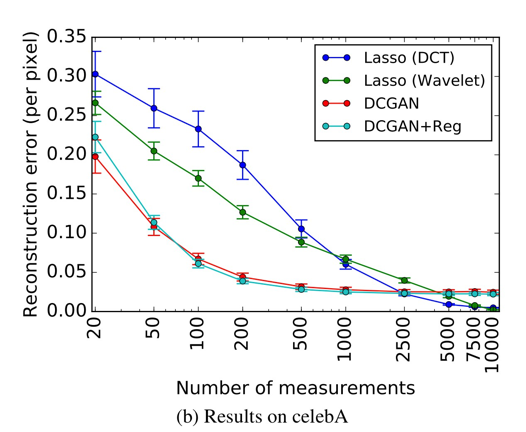 0.35
0.30
0.25
0.20
0.15
0.10
0.05
0.00
Reconstruction error (per pixel)
Lasso (DCT)
Lasso (Wavelet)
DCGAN
DCGAN+Reg
20
50
100
200
500
1000
2500
5000
7500
10000
Number of measurements
(b) Results on celebA